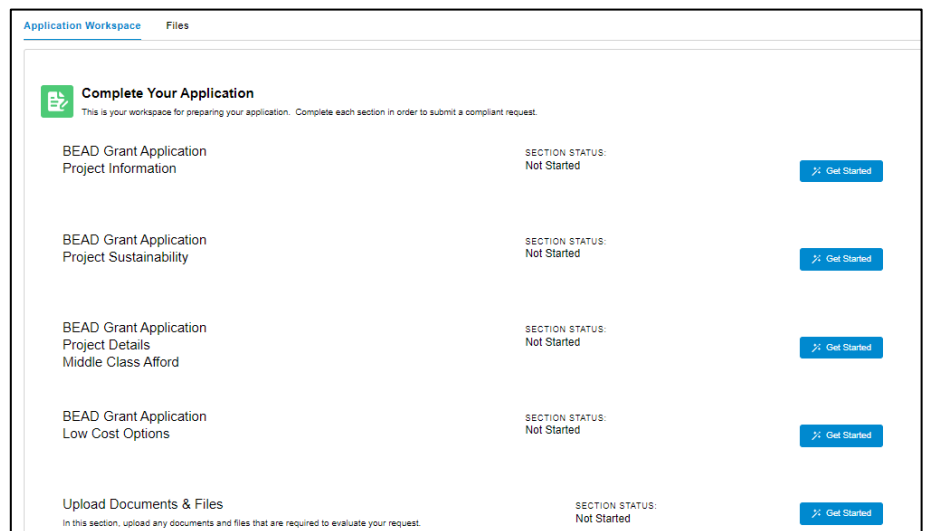 Application Workspace Files
Complete Your Application
This is your workspace for preparing your application. Complete each section in order to submit a compliant request.
BEAD Grant Application
Project Information
SECTION STATUS:
Not Started
Get Started
BEAD Grant Application
Project Sustainability
SECTION STATUS:
Not Started
Get Started
BEAD Grant Application
Project Details
Middle Class Afford
SECTION STATUS:
Not Started
Get Started
BEAD Grant Application
Low Cost Options
SECTION STATUS:
Not Started
Get Started
Upload Documents & Files
In this section, upload any documents and files that are required to evaluate your request.
SECTION STATUS:
Not Started
Get Started